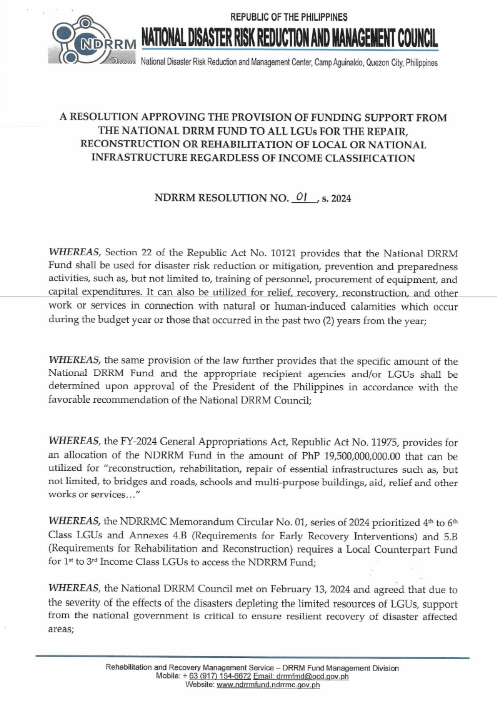 REPUBLIC OF THE PHILIPPINES
NDRRM
NATIONAL DISASTER RISK REDUCTION AND MANAGEMENT COUNCIL
National Disaster Risk Reduction and Management Center, Camp Aguinaldo, Quezon City, Philippines
A RESOLUTION APPROVING THE PROVISION OF FUNDING SUPPORT FROM
THE NATIONAL DRRM FUND TO ALL LGUs FOR THE REPAIR,
RECONSTRUCTION OR REHABILITATION OF LOCAL OR NATIONAL
INFRASTRUCTURE REGARDLESS OF INCOME CLASSIFICATION
NDRRM RESOLUTION NO. 01, s. 2024
WHEREAS, Section 22 of the Republic Act No. 10121 provides that the National DRRM
Fund shall be used for disaster risk reduction or mitigation, prevention and preparedness
activities, such as, but not limited to, training of personnel, procurement of equipment, and
capital expenditures. It can also be utilized for relief, recovery, reconstruction, and other
work or services in connection with natural or human-induced calamities which occur
during the budget year or those that occurred in the past two (2) years from the year;
WHEREAS, the same provision of the law further provides that the specific amount of the
National DRRM Fund and the appropriate recipient agencies and/or LGUs shall be
determined upon approval of the President of the Philippines in accordance with the
favorable recommendation of the National DRRM Council;
WHEREAS, the FY-2024 General Appropriations Act, Republic Act No. 11975, provides for
an allocation of the NDRRM Fund in the amount of PhP 19,500,000,000.00 that can be
utilized for "reconstruction, rehabilitation, repair of essential infrastructures such as, but
not limited, to bridges and roads, schools and multi-purpose buildings, aid, relief and other
works or services…"
WHEREAS, the NDRRMC Memorandum Circular No. 01, series of 2024 prioritized 4th to 6th
Class LGUs and Annexes 4.B (Requirements for Early Recovery Interventions) and 5.B
(Requirements for Rehabilitation and Reconstruction) requires a Local Counterpart Fund
for 1st to 3rd Income Class LGUs to access the NDRRM Fund;
WHEREAS, the National DRRM Council met on February 13, 2024 and agreed that due to
the severity of the effects of the disasters depleting the limited resources of LGUs, support
from the national government is critical to ensure resilient recovery of disaster affected
areas;
Rehabilitation and Recovery Management Service – DRRM Fund Management Division
Mobile: + 63 (917) 154-6672 Email: drrmfmd@ocd.gov.ph
Website: www.ndrrmfund.ndrrmc.gov.ph